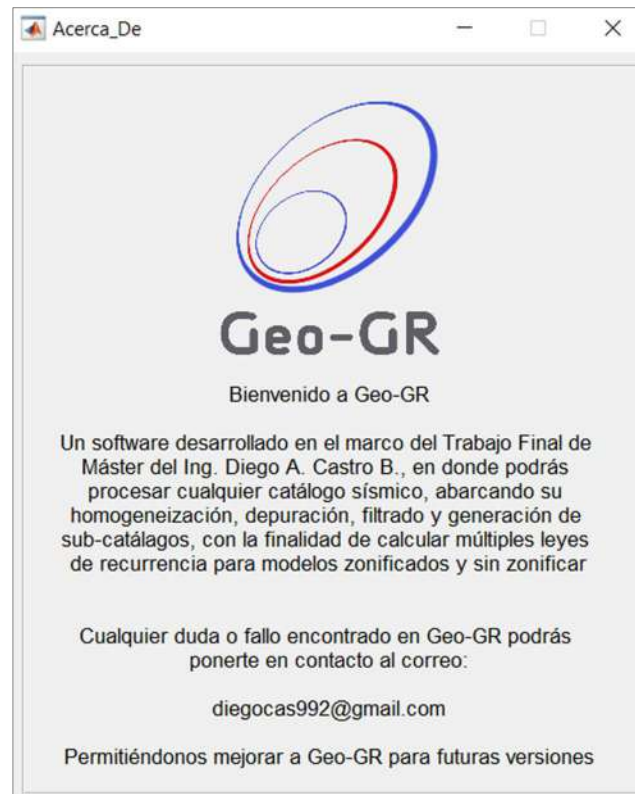 Acerca_De
Geo-GR
Bienvenido a Geo-GR
Un software desarrollado en el marco del Trabajo Final de
Máster del Ing. Diego A. Castro B., en donde podrás
procesar cualquier catálogo sísmico, abarcando su
homogeneización, depuración, filtrado y generación de
sub-catálagos, con la finalidad de calcular múltiples leyes
de recurrencia para modelos zonificados y sin zonificar
Cualquier duda o fallo encontrado en Geo-GR podrás
ponerte en contacto al correo:
diegocas992@gmail.com
Permitiéndonos mejorar a Geo-GR para futuras versiones